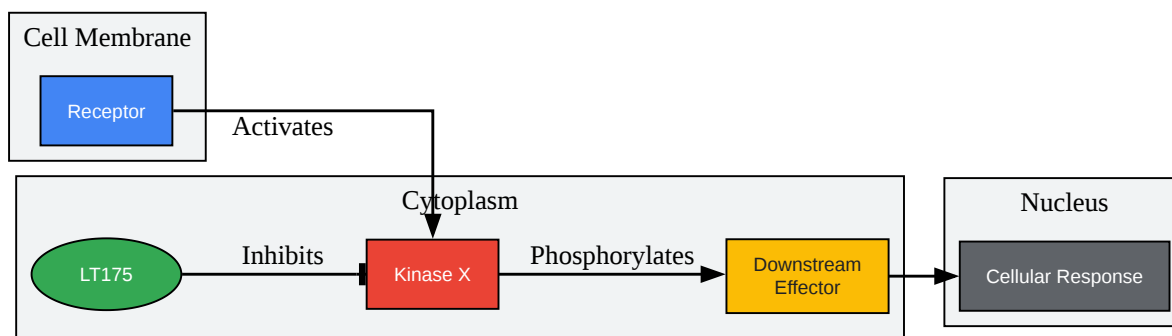 Cell Membrane
Receptor
Activates
Cytoplasm
LT175
Inhibits
Kinase X
Phosphorylates
Downstream
Effector
Nucleus
Cellular Response